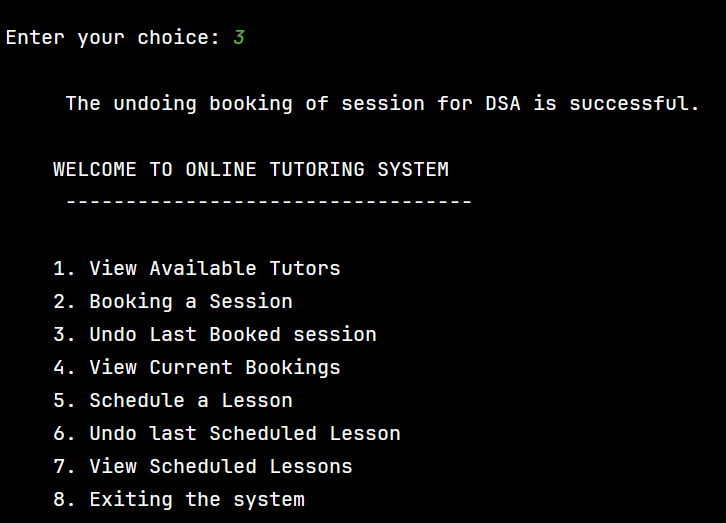 Enter your choice: 3
The undoing booking of session for DSA is successful.
WELCOME TO ONLINE TUTORING SYSTEM
----------------------------------
1. View Available Tutors
2. Booking a Session
3. Undo Last Booked session
4. View Current Bookings
5. Schedule a Lesson
6. Undo last Scheduled Lesson
7. View Scheduled Lessons
8. Exiting the system